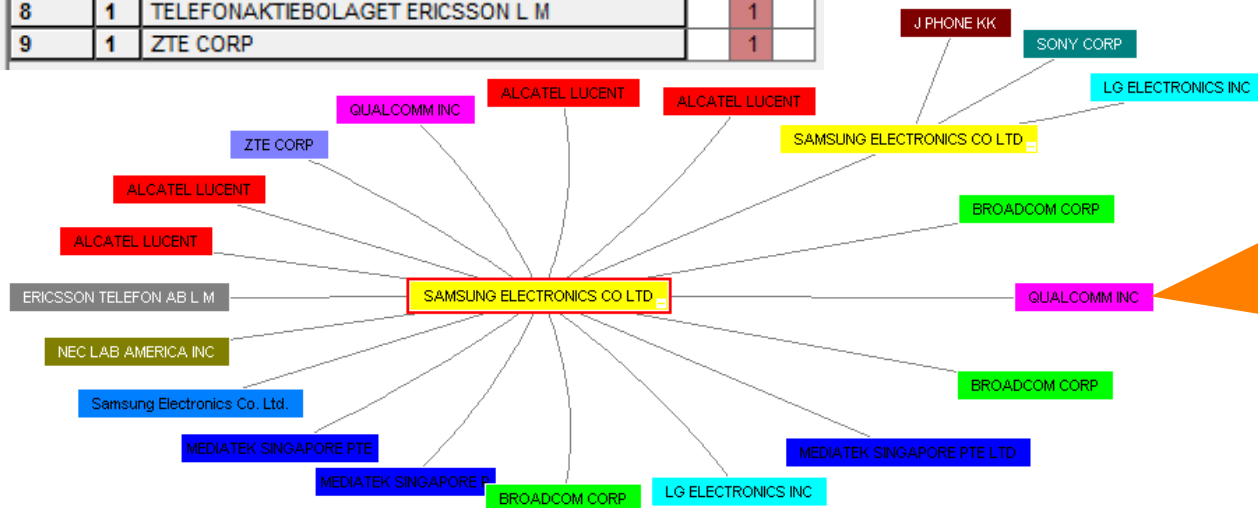 8 1 TELEFONAKTIEBOLAGET ERICSSON L M 1
9 1 ZTE CORP 1
J PHONE KK
SONY CORP
LG ELECTRONICS INC
ALCATEL LUCENT
ALCATEL LUCENT
QUALCOMM INC
SAMSUNG ELECTRONICS CO LTD
ZTE CORP
ALCATEL LUCENT
BROADCOM CORP
ALCATEL LUCENT
ERICSSON TELEFON AB L M
SAMSUNG ELECTRONICS CO LTD
QUALCOMM INC
NEC LAB AMERICA INC
BROADCOM CORP
Samsung Electronics Co. Ltd.
MEDIATEK SINGAPORE PTE
MEDIATEK SINGAPORE PTE LTD
MEDIATEK SINGAPORE P
BROADCOM CORP
LG ELECTRONICS INC